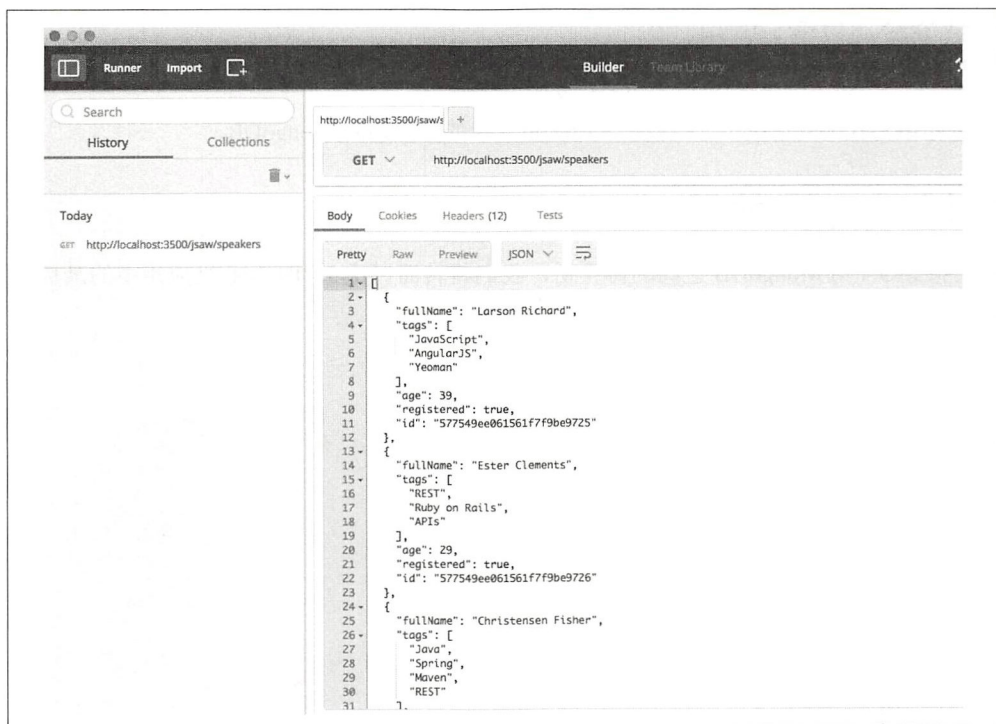 Runner Import Builder Team Library
Search
History Collections
Today
GET http://localhost:3500/jsaw/speakers
http://localhost:3500/jsaw/s +
GET http://localhost:3500/jsaw/speakers
Body Cookies Headers (12) Tests
Pretty Raw Preview JSON
1 [
2 {
3 "fullName": "Larson Richard",
4 "tags": [
5 "JavaScript",
6 "AngularJS",
7 "Yeoman"
8 ],
9 "age": 39,
10 "registered": true,
11 "id": "577549ee061561f7f9be9725"
12 },
13 {
14 "fullName": "Ester Clements",
15 "tags": [
16 "REST",
17 "Ruby on Rails",
18 "APIs"
19 ],
20 "age": 29,
21 "registered": true,
22 "id": "577549ee061561f7f9be9726"
23 },
24 {
25 "fullName": "Christensen Fisher",
26 "tags": [
27 "Java",
28 "Spring",
29 "Maven",
30 "REST"
31 ],